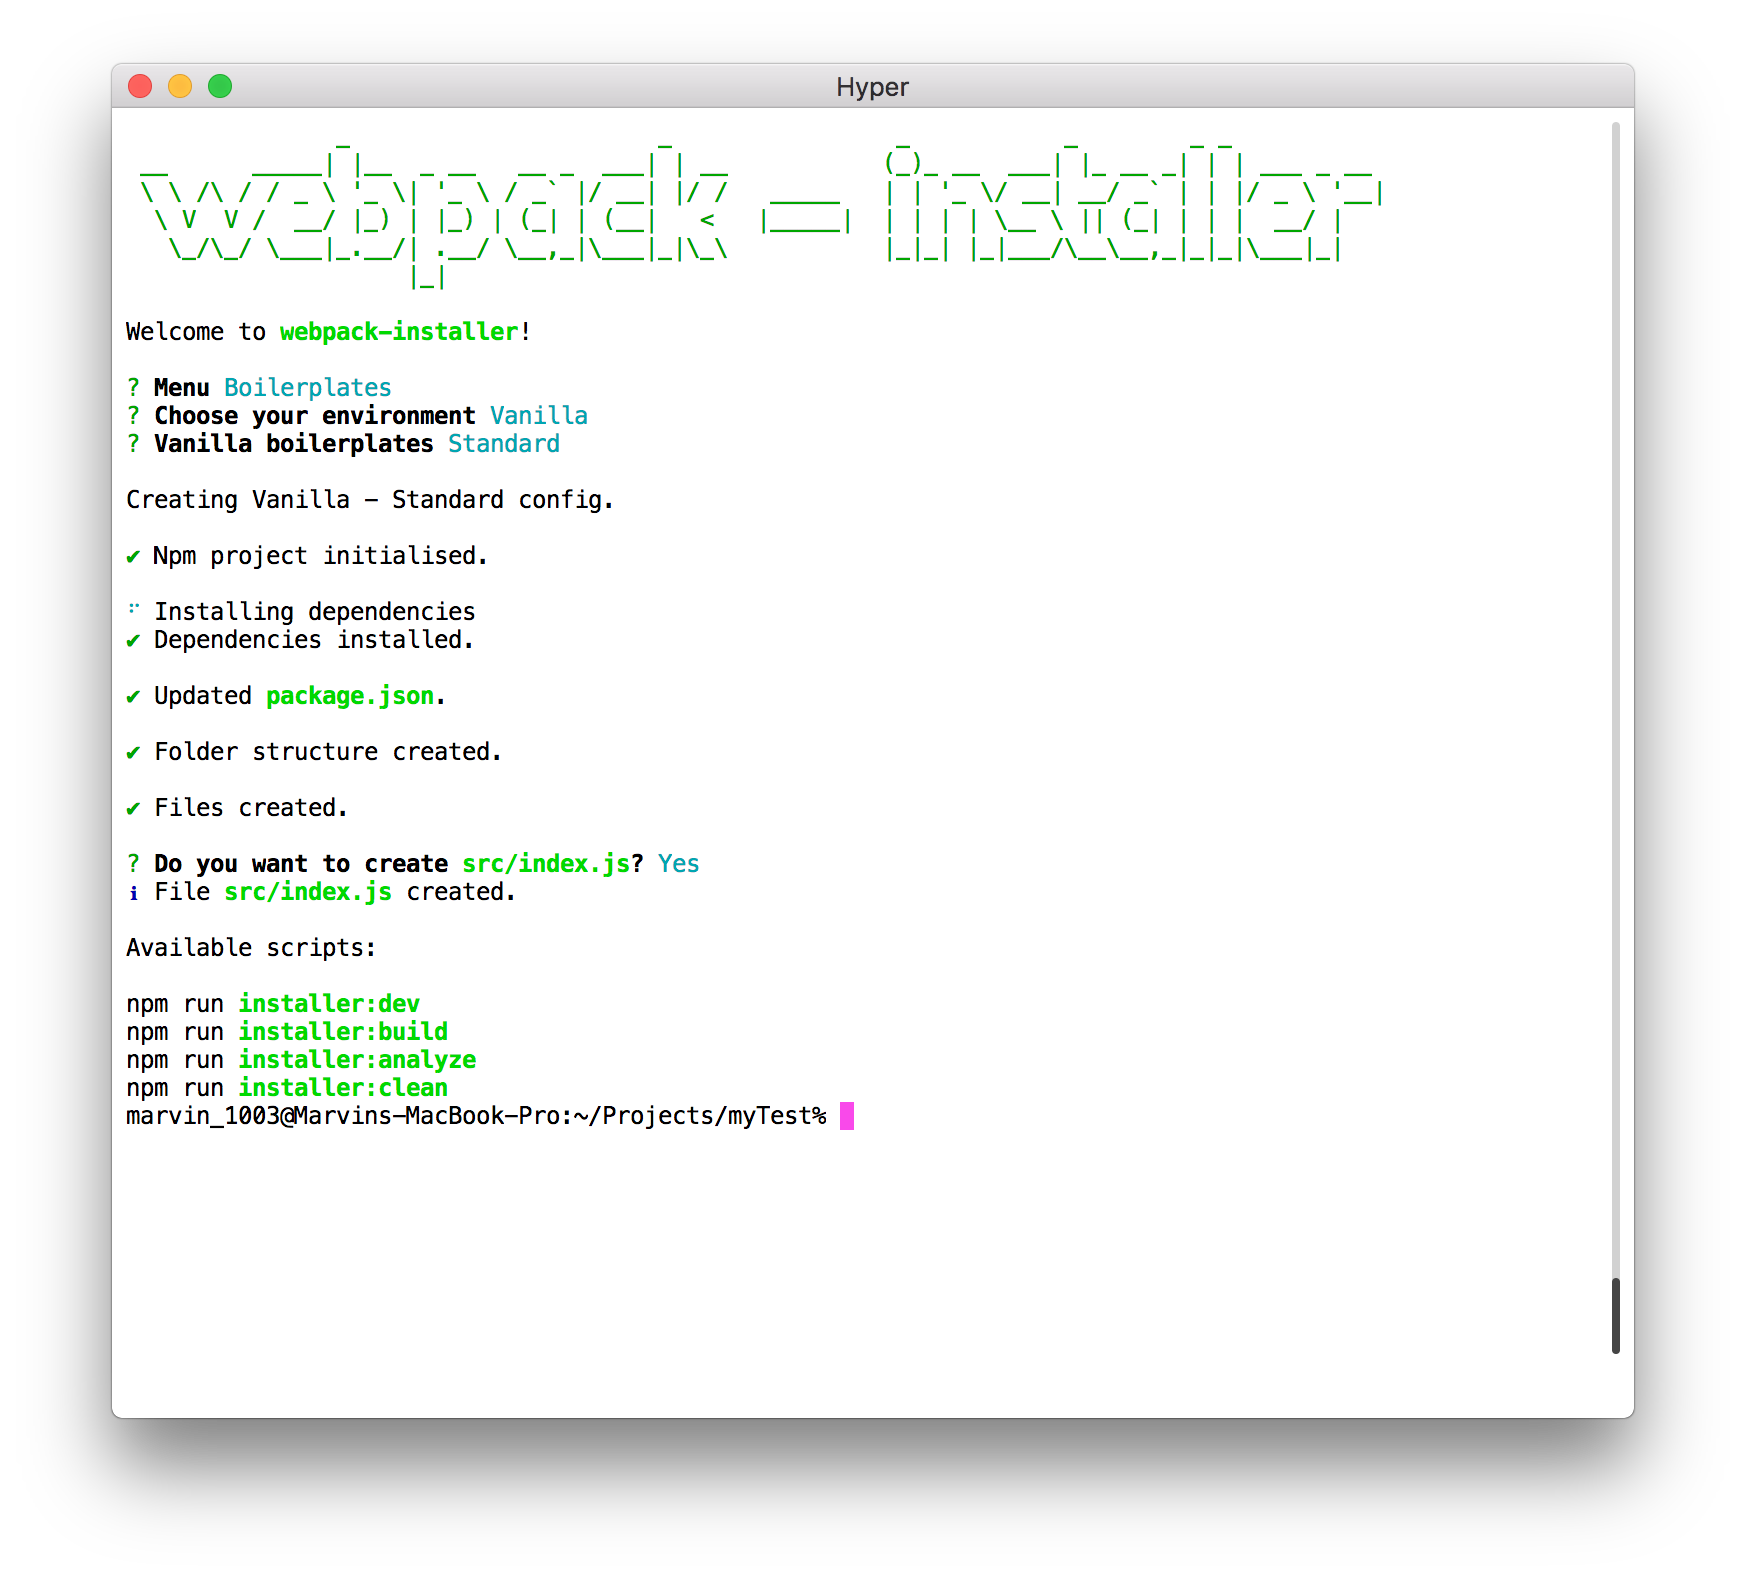 Hyper
webpack - installer
Welcome to webpack-installer!
? Menu Boilerplates
? Choose your environment Vanilla
? Vanilla boilerplates Standard
Creating Vanilla - Standard config.
✔ Npm project initialised.
⠋ Installing dependencies
✔ Dependencies installed.
✔ Updated package.json.
✔ Folder structure created.
✔ Files created.
? Do you want to create src/index.js? Yes
ℹ File src/index.js created.
Available scripts:
npm run installer:dev
npm run installer:build
npm run installer:analyze
npm run installer:clean
marvin_1003@Marvins-MacBook-Pro:~/Projects/myTest%